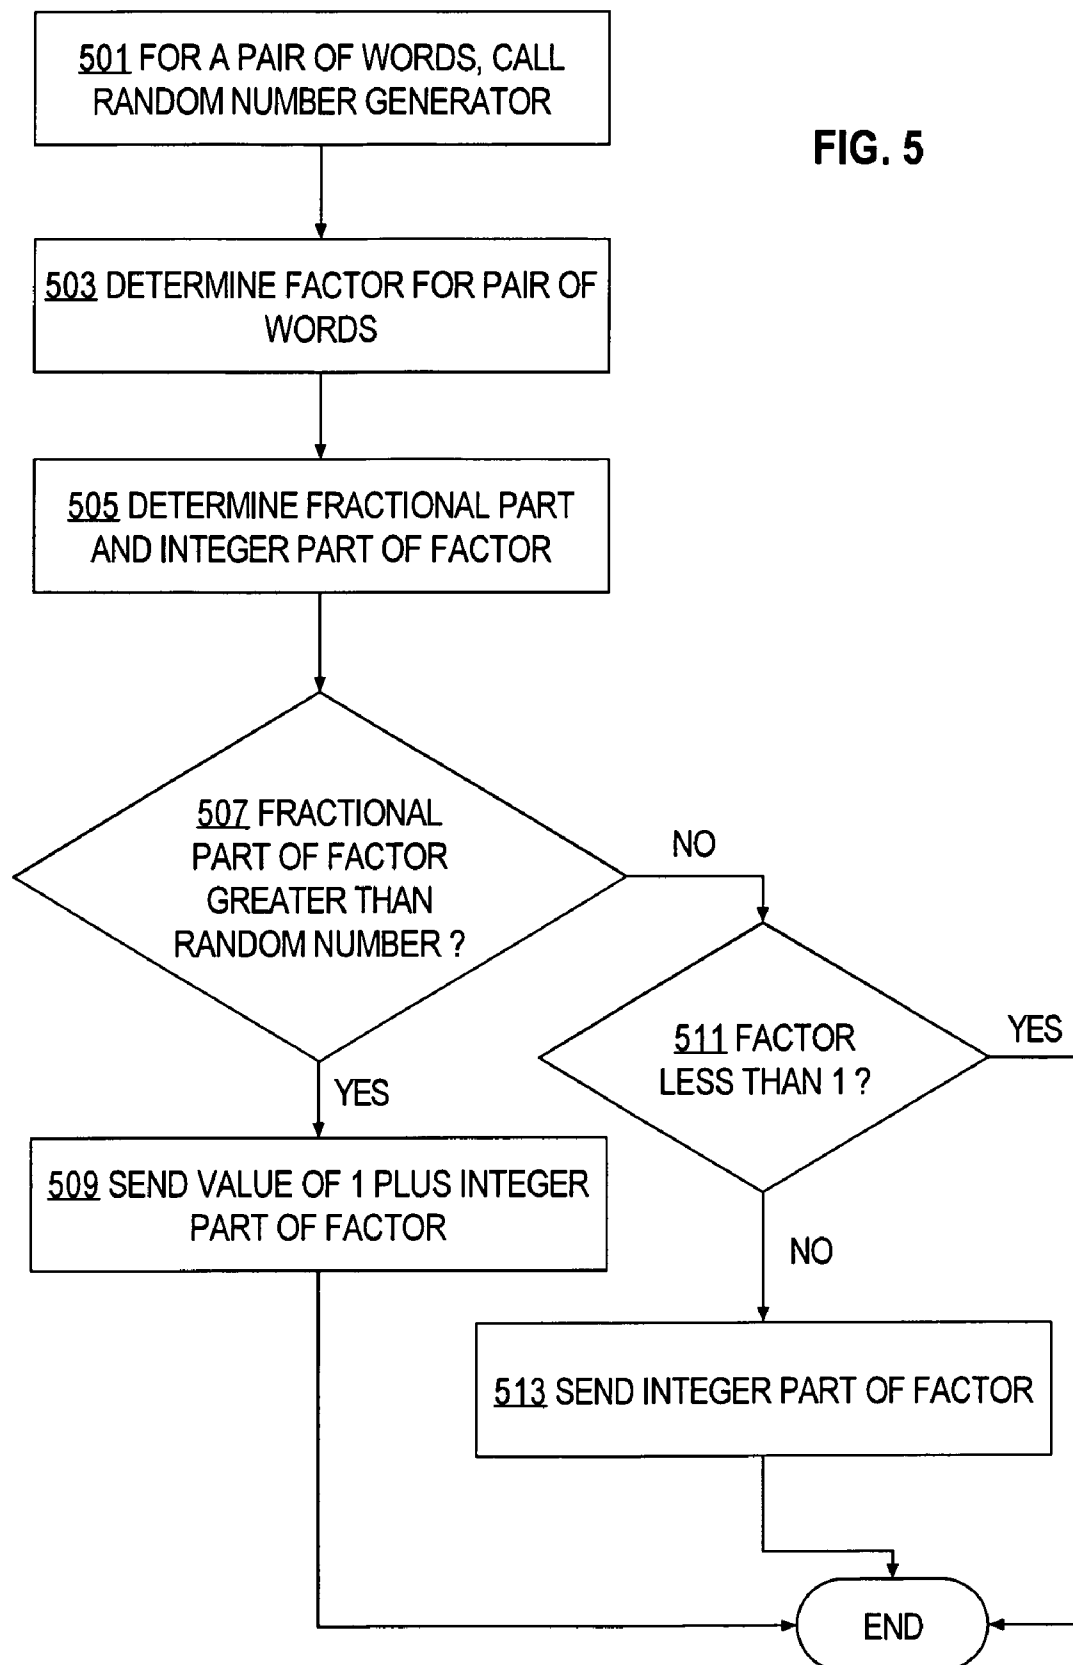 501 FOR A PAIR OF WORDS, CALL
RANDOM NUMBER GENERATOR
FIG. 5
503 DETERMINE FACTOR FOR PAIR OF
WORDS
505 DETERMINE FRACTIONAL PART
AND INTEGER PART OF FACTOR
507 FRACTIONAL
PART OF FACTOR
GREATER THAN
RANDOM NUMBER ?
NO
511 FACTOR
LESS THAN 1 ?
YES
YES
509 SEND VALUE OF 1 PLUS INTEGER
PART OF FACTOR
NO
513 SEND INTEGER PART OF FACTOR
END